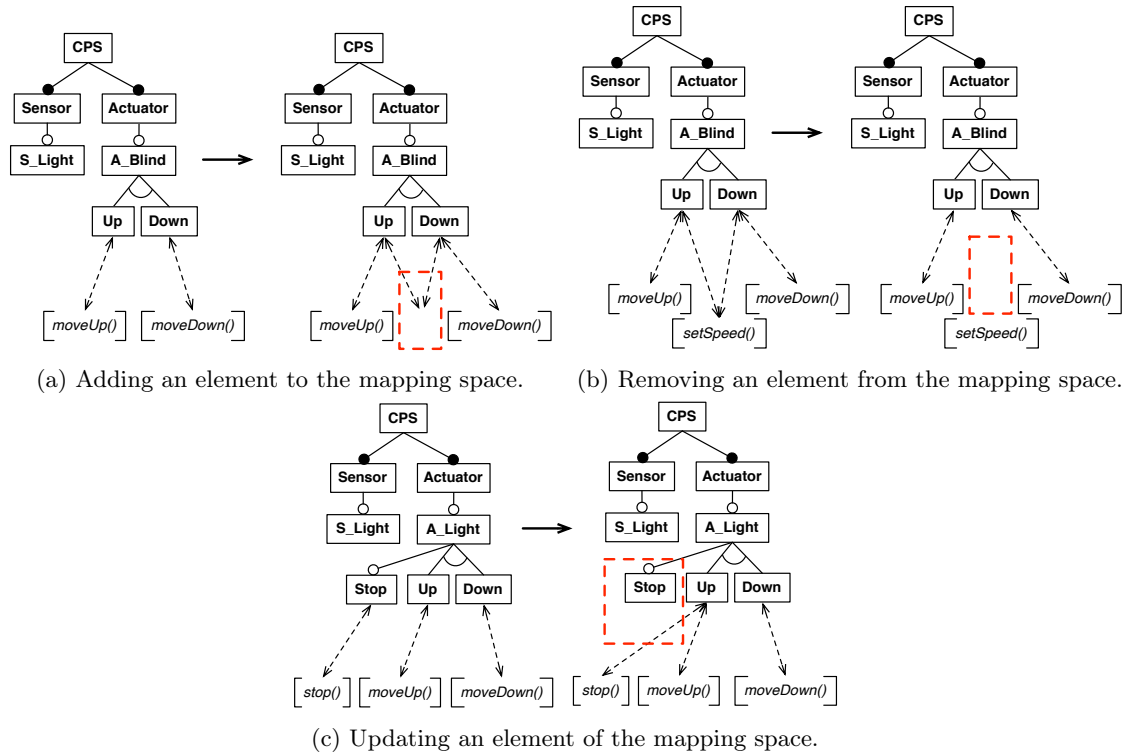 CPS
CPS
Sensor Actuator
Sensor Actuator
S_Light A_Blind
S_Light A_Blind
Up Down
Up Down
[moveUp()] [moveDown()]
[moveUp()] [moveDown()]
(a) Adding an element to the mapping space.
CPS
CPS
Sensor Actuator
Sensor Actuator
S_Light A_Blind
S_Light A_Blind
Up Down
Up Down
[moveUp()] [moveDown()]
[moveUp()] [moveDown()]
[setSpeed()]
[setSpeed()]
(b) Removing an element from the mapping space.
CPS
CPS
Sensor Actuator
Sensor Actuator
S_Light A_Light
S_Light A_Light
Stop Up Down
Stop Up Down
[stop()] [moveUp()] [moveDown()]
[stop()] [moveUp()] [moveDown()]
(c) Updating an element of the mapping space.